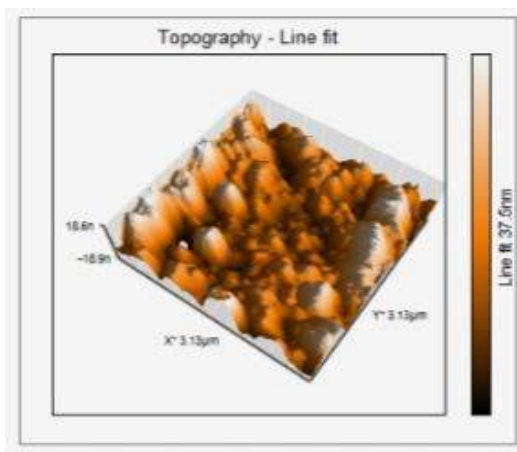 Topography - Line fit
18.6n
-18.9n
X* 3.13µm
Y* 3.13µm
Line fit 37.5nm